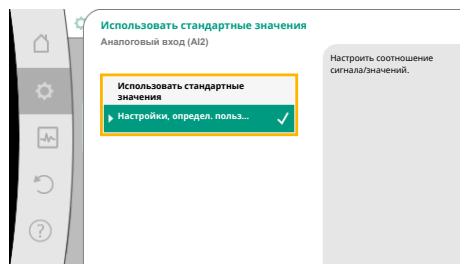 Использовать стандартные значения
Аналоговый вход (AI2)
Настроить соотношение
сигнала/значений.
Использовать стандартные
значения
Настройки, определ. польз...
?